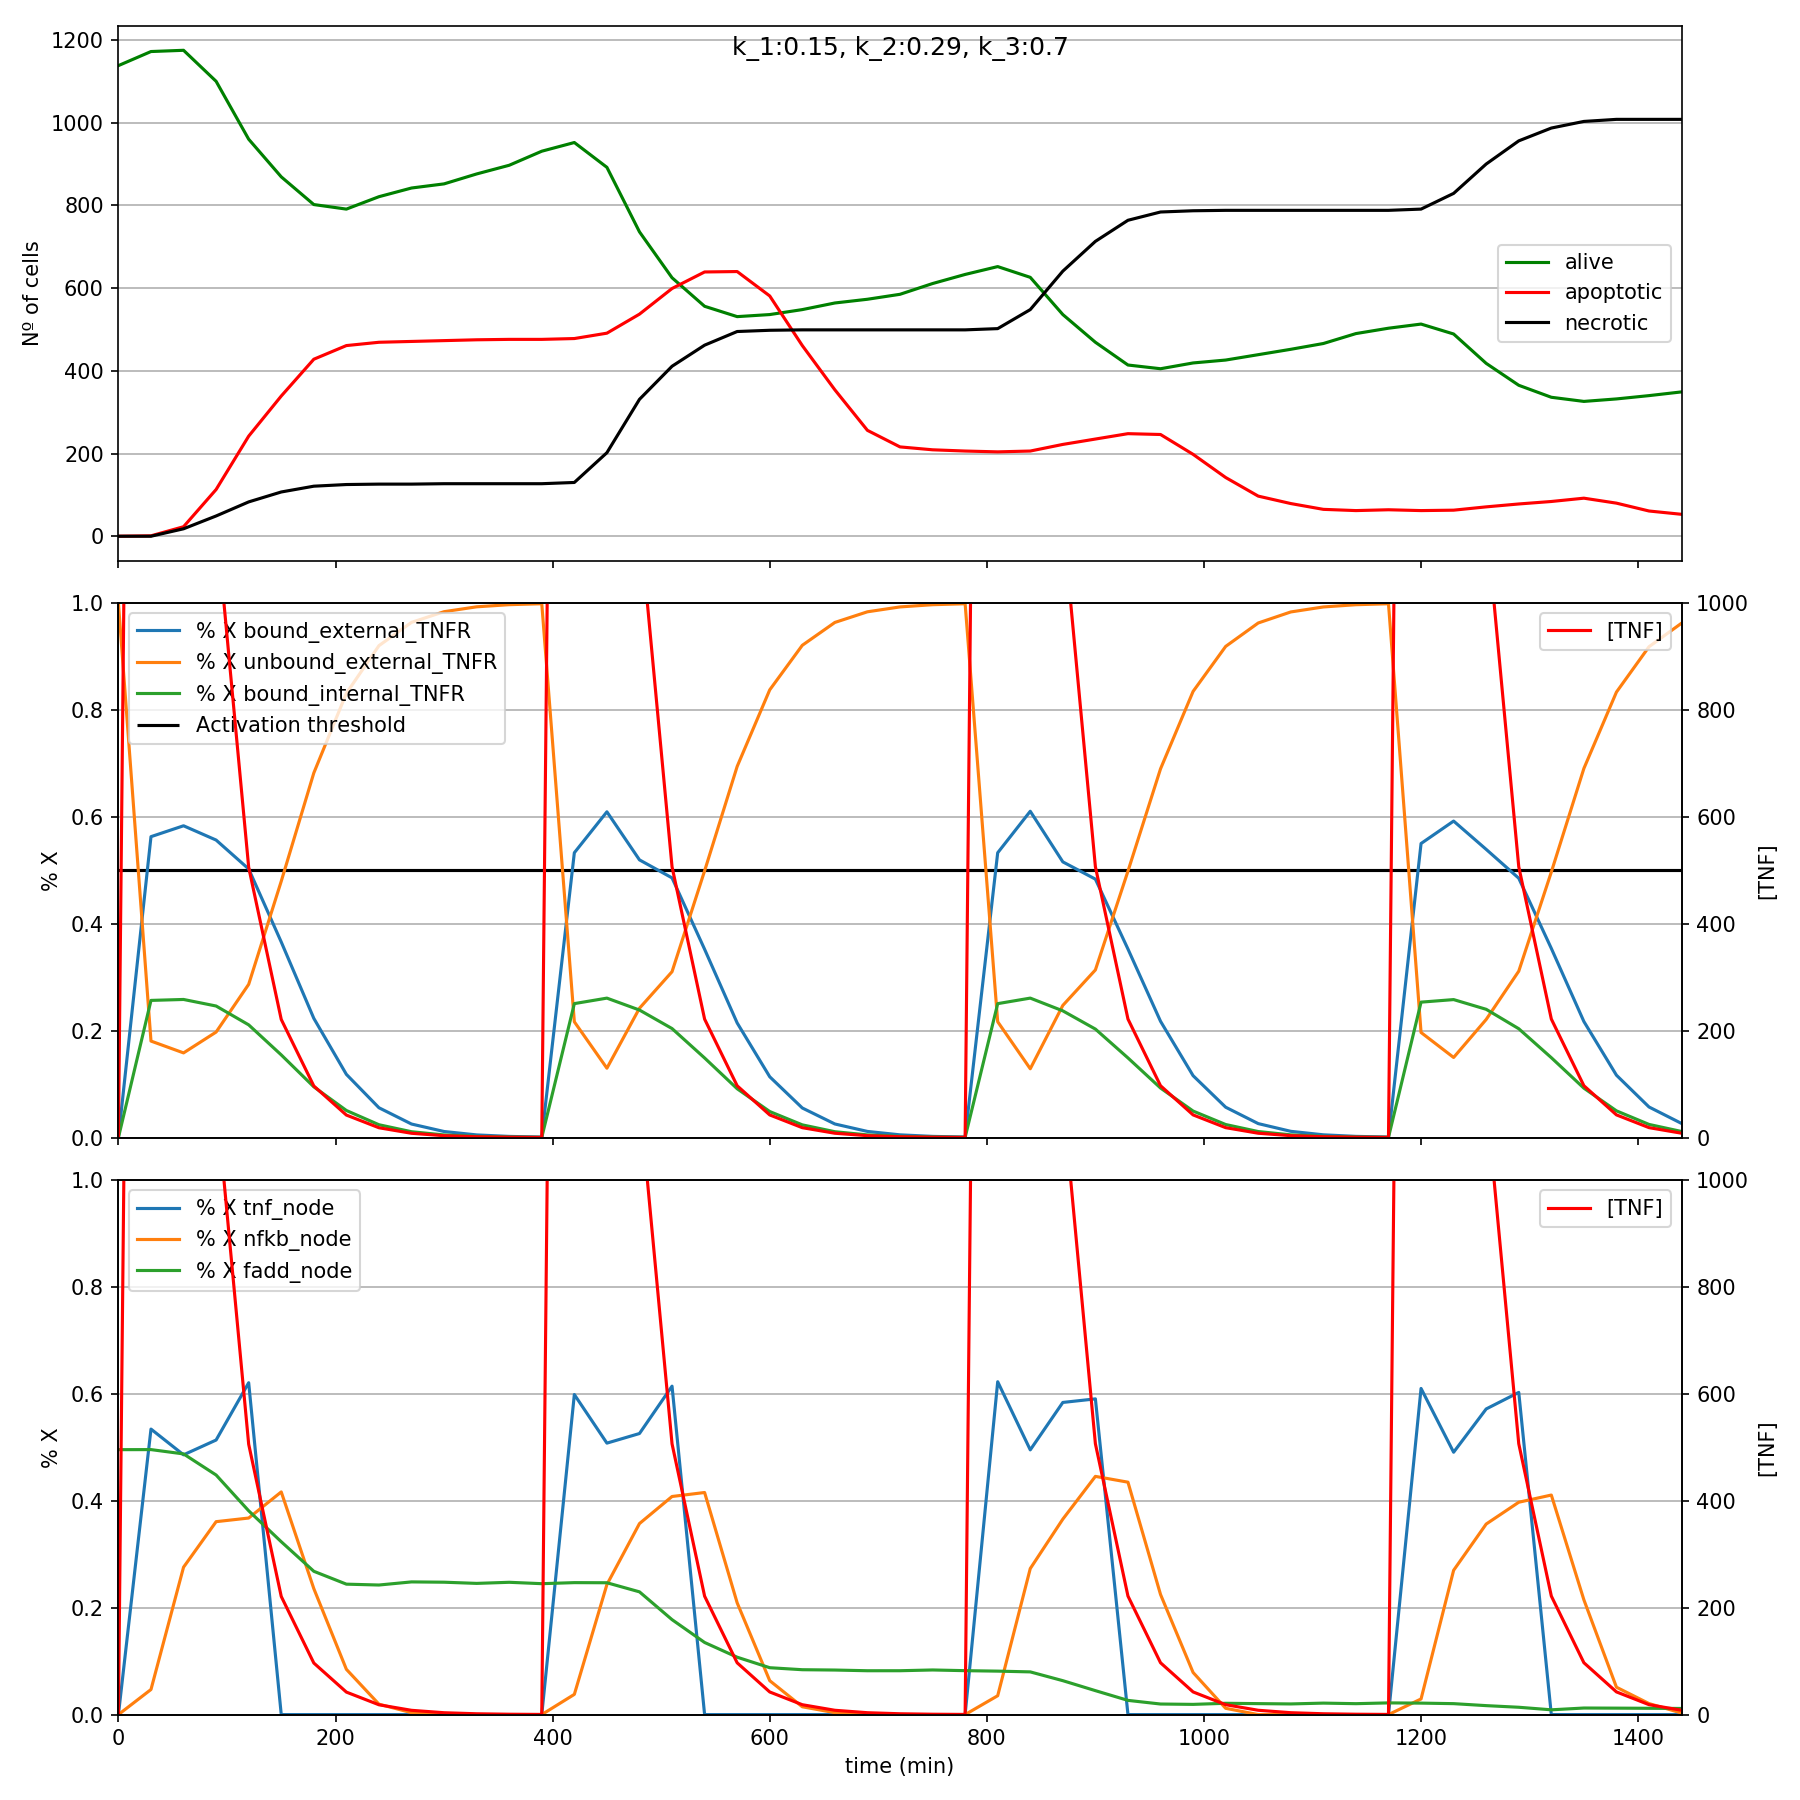 k_1:0.15, k_2:0.29, k_3:0.7
1200
1000
800
600
400
200
0
Nº of cells
alive
apoptotic
necrotic
1.0
0.8
0.6
0.4
0.2
0.0
% X
% X bound_external_TNFR
% X unbound_external_TNFR
% X bound_internal_TNFR
Activation threshold
[TNF]
1000
800
600
400
200
0
[TNF]
1.0
0.8
0.6
0.4
0.2
0.0
% X
% X tnf_node
% X nfkb_node
% X fadd_node
[TNF]
1000
800
600
400
200
0
[TNF]
0 200 400 600 800 1000 1200 1400
time (min)